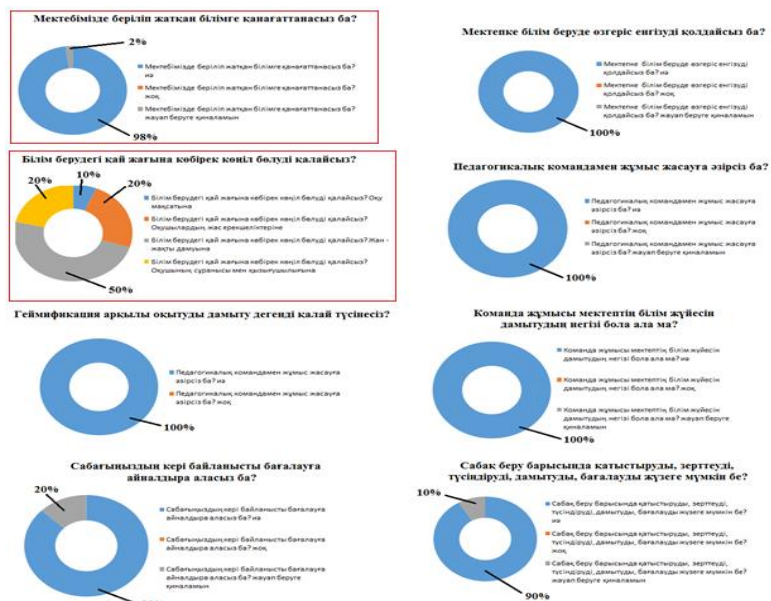 Мектебімізде беріліп жатқан білімге қанағаттанасыз ба?
2%
Мектебімізде беріліп жатқан білімге қанағаттанасыз ба?
иә
Мектебімізде беріліп жатқан білімге қанағаттанасыз ба?
жоқ
Мектебімізде беріліп жатқан білімге қанағаттанасыз ба?
жауап беруге қиналамын
98%
Мектепке білім беруде өзгеріс енгізуді қолдайсыз ба?
Мектепке білім беруде өзгеріс енгізуді
қолдайсыз ба? иә
Мектепке білім беруде өзгеріс енгізуді
қолдайсыз ба? жоқ
Мектепке білім беруде өзгеріс енгізуді
қолдайсыз ба? жауап беруге қиналамын
100%
Білім берудегі қай жағына көбірек көңіл бөлуді қалайсыз?
20%
10%
20%
Білім берудегі қай жағына көбірек көңіл бөлуді қалайсыз? Оқу
мақсатына
Білім берудегі қай жағына көбірек көңіл бөлуді қалайсыз?
Оқушылардың жас ерекшеліктеріне
Білім берудегі қай жағына көбірек көңіл бөлуді қалайсыз? Жан -
жақты дамуына
Білім берудегі қай жағына көбірек көңіл бөлуді қалайсыз?
Оқушының сұранысы мен қызығушылығына
50%
Педагогикалық командамен жұмыс жасауға әзірсіз ба?
Педагогикалық командамен жұмыс жасауға
әзірсіз ба? иә
Педагогикалық командамен жұмыс жасауға
әзірсіз ба? жоқ
Педагогикалық командамен жұмыс жасауға
әзірсіз ба? жауап беруге қиналамын
100%
Геймификация арқылы оқытуды дамыту дегенді қалай түсінесіз?
Педагогикалық командамен жұмыс жасауға
әзірсіз ба? иә
Педагогикалық командамен жұмыс жасауға
әзірсіз ба? жоқ
100%
Команда жұмысы мектептің білім жүйесін
дамытудың негізі бола ала ма?
Команда жұмысы мектептің білім жүйесін
дамытудың негізі бола ала ма? иә
Команда жұмысы мектептің білім жүйесін
дамытудың негізі бола ала ма? жоқ
Команда жұмысы мектептің білім жүйесін
дамытудың негізі бола ала ма? жауап беруге
қиналамын
100%
Сабағыңыздың кері байланысты бағалауға
айналдыра аласыз ба?
20%
Сабағыңыздың кері байланысты бағалауға
айналдыра аласыз ба? иә
Сабағыңыздың кері байланысты бағалауға
айналдыра аласыз ба? жоқ
Сабағыңыздың кері байланысты бағалауға
айналдыра аласыз ба? жауап беруге
қиналамын
Сабақ беру барысында қатыстыруды, зерттеуді,
түсіндіруді, дамытуды, бағалауды жүзеге мүмкін бе?
10%
Сабақ беру барысында қатыстыруды, зерттеуді,
түсіндіруді, дамытуды, бағалауды жүзеге мүмкін бе?
иә
Сабақ беру барысында қатыстыруды, зерттеуді,
түсіндіруді, дамытуды, бағалауды жүзеге мүмкін бе?
жоқ
Сабақ беру барысында қатыстыруды, зерттеуді,
түсіндіруді, дамытуды, бағалауды жүзеге мүмкін бе?
жауап беруге қиналамын
90%